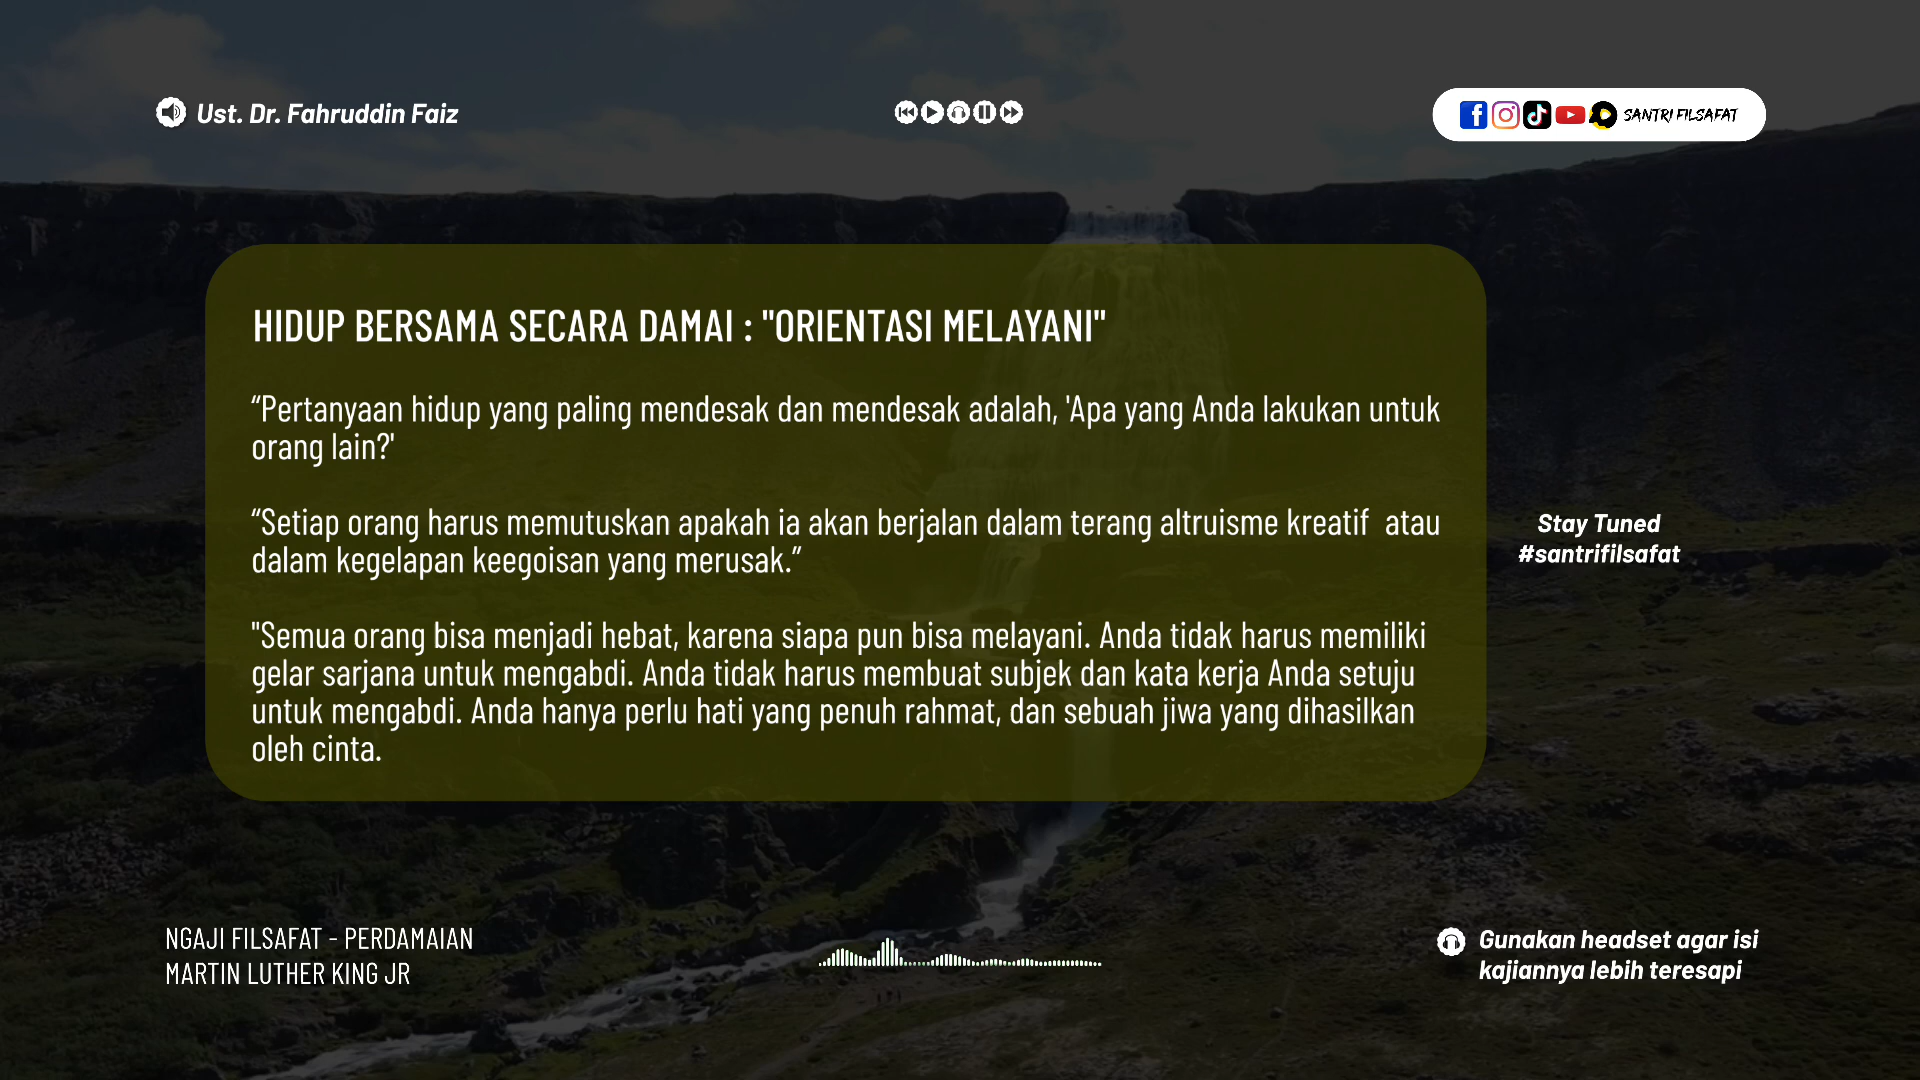 Ust. Dr. Fahruddin Faiz
SANTRI FILSAFAT
HIDUP BERSAMA SECARA DAMAI : "ORIENTASI MELAYANI"
“Pertanyaan hidup yang paling mendesak dan mendesak adalah, 'Apa yang Anda lakukan untuk
orang lain?'
“Setiap orang harus memutuskan apakah ia akan berjalan dalam terang altruisme kreatif  atau
dalam kegelapan keegoisan yang merusak.”
"Semua orang bisa menjadi hebat, karena siapa pun bisa melayani. Anda tidak harus memiliki
gelar sarjana untuk mengabdi. Anda tidak harus membuat subjek dan kata kerja Anda setuju
untuk mengabdi. Anda hanya perlu hati yang penuh rahmat, dan sebuah jiwa yang dihasilkan
oleh cinta.
Stay Tuned
#santrifilsafat
NGAJI FILSAFAT - PERDAMAIAN
MARTIN LUTHER KING JR
Gunakan headset agar isi
kajiannya lebih teresapi